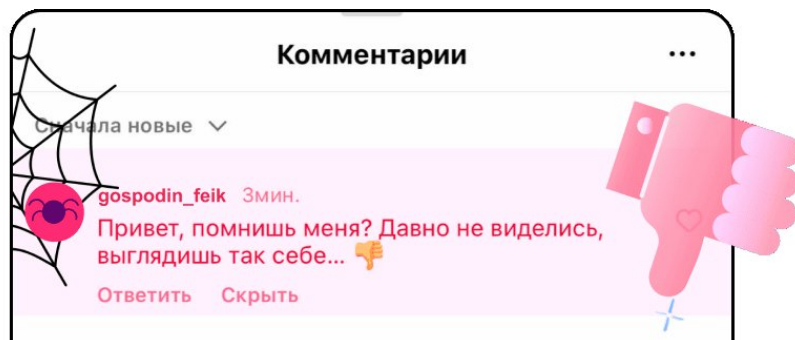 Комментарии
Сначала новые
gospodin_feik 3мин.
Привет, помнишь меня? Давно не виделись,
выглядишь так себе... 👎
Ответить Скрыть